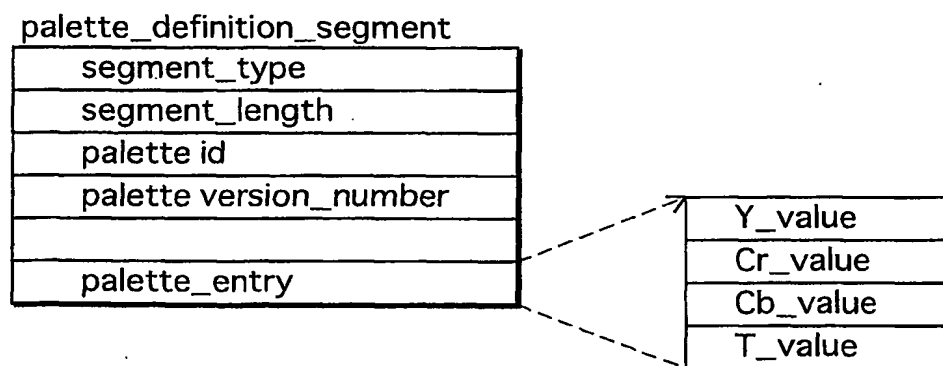 palette_definition_segment
segment_type
segment_length
palette id
palette version_number
palette_entry
Y_value
Cr_value
Cb_value
T_value